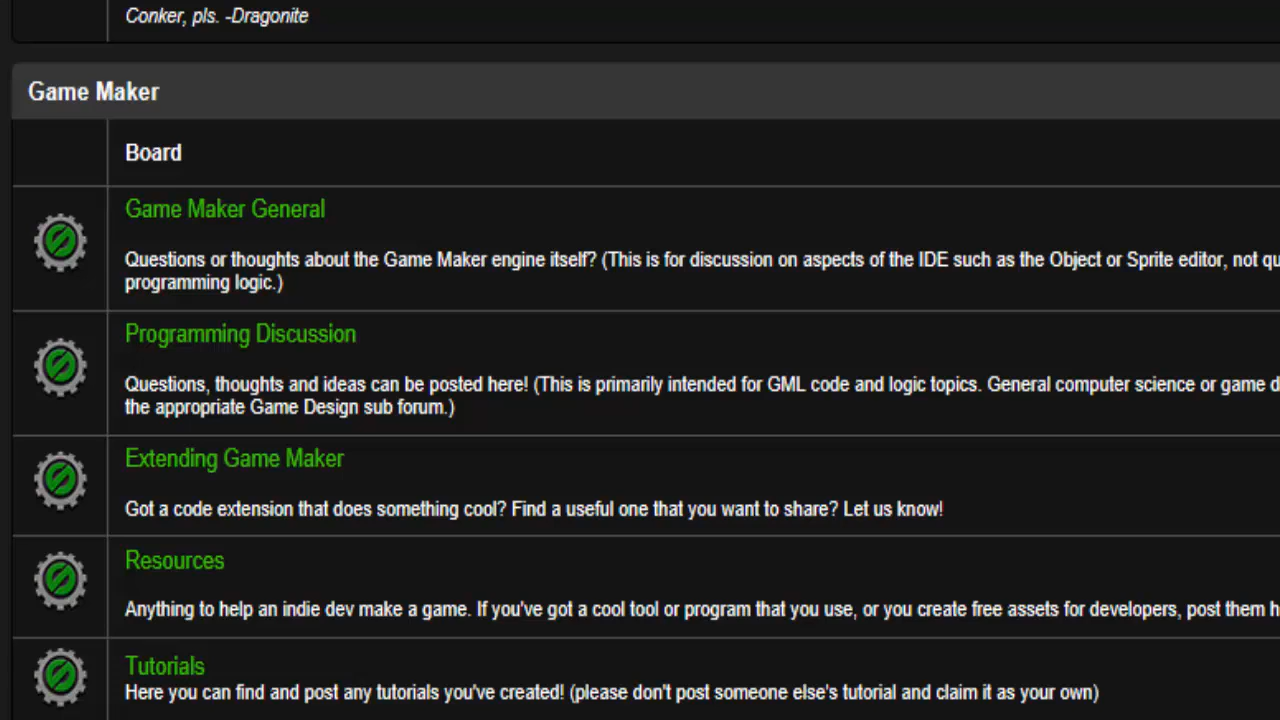 Conker, pls. -Dragonite
Game Maker
Board
Game Maker General
Questions or thoughts about the Game Maker engine itself? (This is for discussion on aspects of the IDE such as the Object or Sprite editor, not qu
programming logic.)
Programming Discussion
Questions, thoughts and ideas can be posted here! (This is primarily intended for GML code and logic topics. General computer science or game d
the appropriate Game Design sub forum.)
Extending Game Maker
Got a code extension that does something cool? Find a useful one that you want to share? Let us know!
Resources
Anything to help an indie dev make a game. If you've got a cool tool or program that you use, or you create free assets for developers, post them h
Tutorials
Here you can find and post any tutorials you've created! (please don't post someone else's tutorial and claim it as your own)